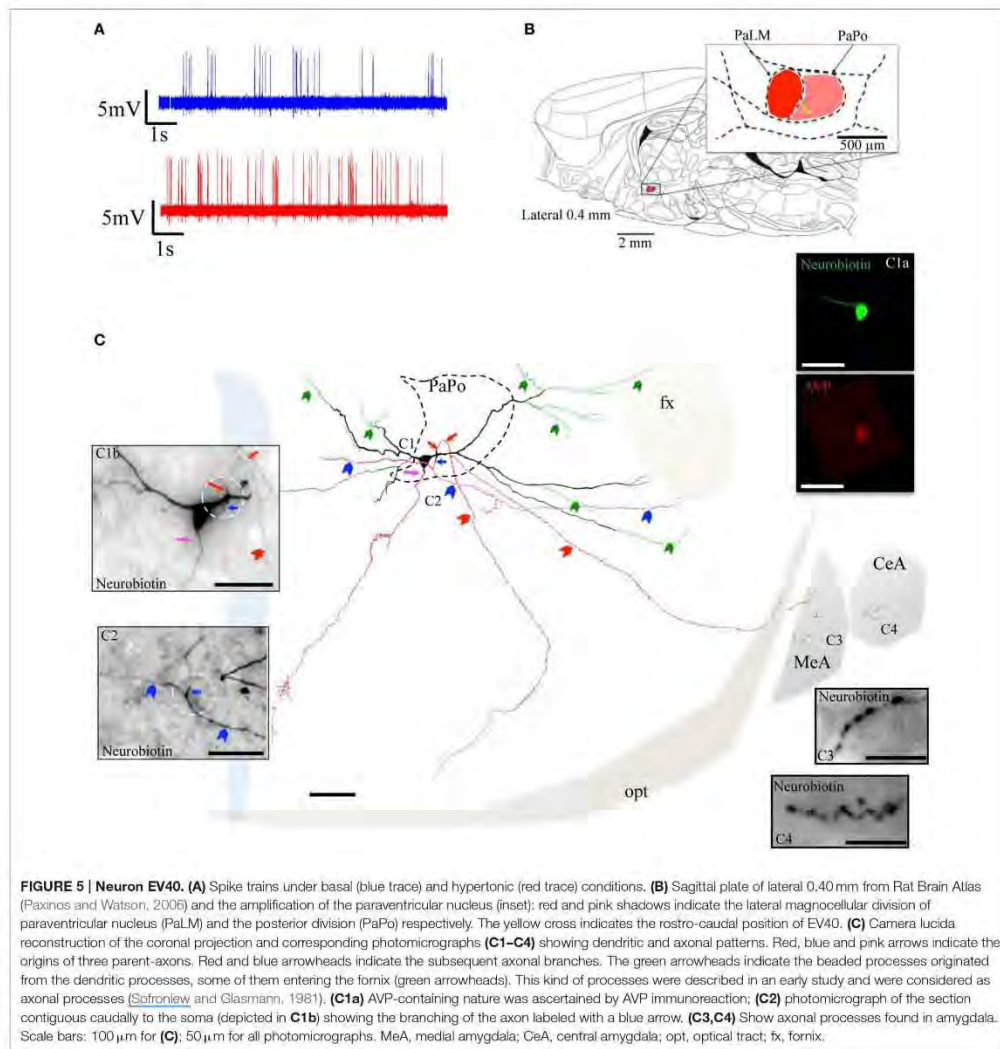 A
5mV
1s
5mV
1s
B
PaLM
PaPo
500 µm
Lateral 0.4 mm
2 mm
Neurobiotin
C1a
AVP
C
PaPo
fx
C1
C2
C1b
Neurobiotin
C2
Neurobiotin
CeA
C4
C3
MeA
Neurobiotin
C3
opt
Neurobiotin
C4
FIGURE 5 | Neuron EV40. (A) Spike trains under basal (blue trace) and hypertonic (red trace) conditions. (B) Sagittal plate of lateral 0.40 mm from Rat Brain Atlas
(Paxinos and Watson, 2006) and the amplification of the paraventricular nucleus (inset): red and pink shadows indicate the lateral magnocellular division of
paraventricular nucleus (PaLM) and the posterior division (PaPo) respectively. The yellow cross indicates the rostro-caudal position of EV40. (C) Camera lucida
reconstruction of the coronal projection and corresponding photomicrographs (C1–C4) showing dendritic and axonal patterns. Red, blue and pink arrows indicate the
origins of three parent-axons. Red and blue arrowheads indicate the subsequent axonal branches. The green arrowheads indicate the beaded processes originated
from the dendritic processes, some of them entering the fornix (green arrowheads). This kind of processes were described in an early study and were considered as
axonal processes (Sofroniew and Glasmann, 1981). (C1a) AVP-containing nature was ascertained by AVP immunoreaction; (C2) photomicrograph of the section
contiguous caudally to the soma (depicted in C1b) showing the branching of the axon labeled with a blue arrow. (C3,C4) Show axonal processes found in amygdala.
Scale bars: 100 µm for (C); 50 µm for all photomicrographs. MeA, medial amygdala; CeA, central amygdala; opt, optical tract; fx, fornix.